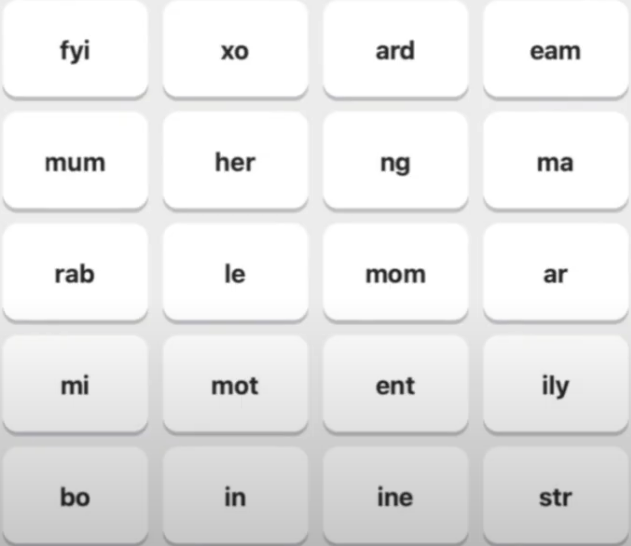 fyi xo ard eam
mum her ng ma
rab le mom ar
mi mot ent ily
bo in ine str